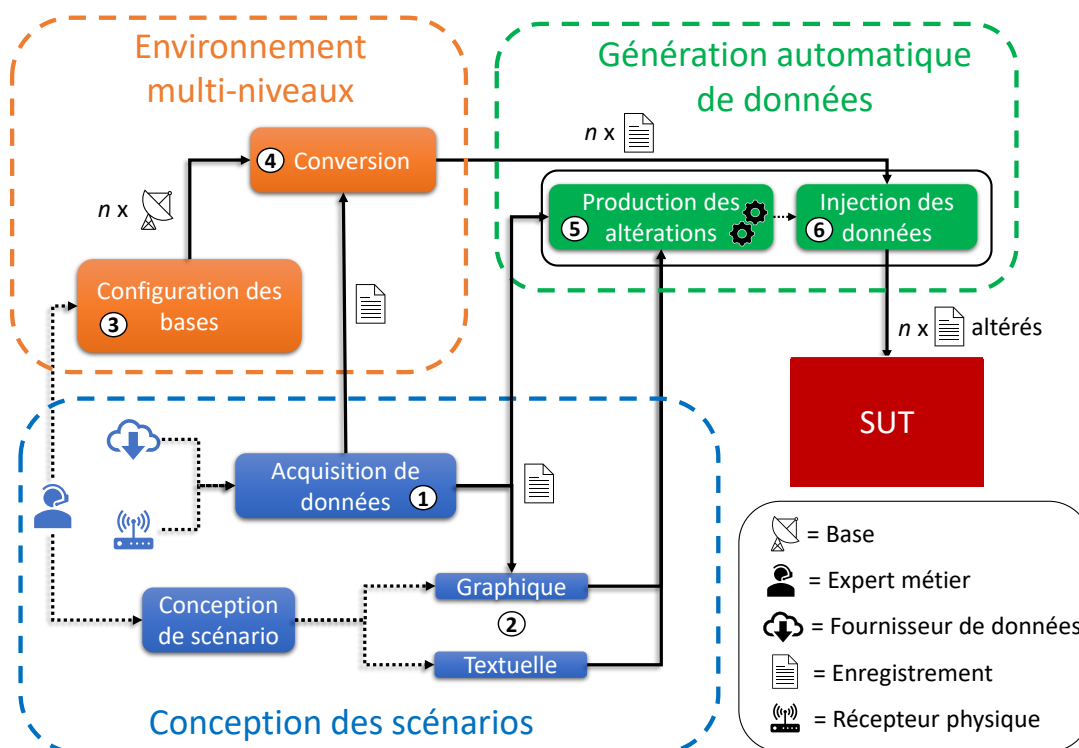 Environnement
multi-niveaux
Génération automatique
de données
4 Conversion
n x
n x
Production des
5 altérations
Injection des
6 données
Configuration des
3 bases
n x altérés
SUT
Acquisition de
données 1
Conception
de scénario
Graphique
2
Textuelle
Conception des scénarios
= Base
= Expert métier
= Fournisseur de données
= Enregistrement
= Récepteur physique